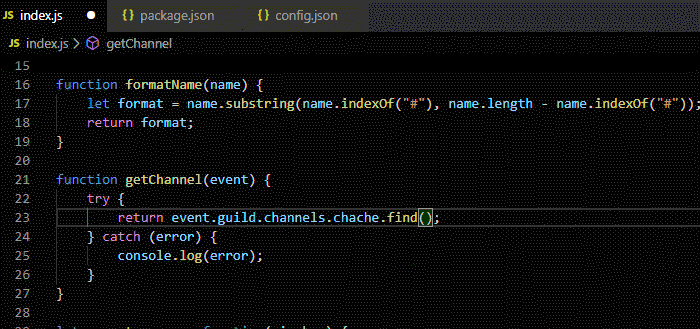 JS index.js ● {} package.json {} config.json
JS index.js > getChannel
15
16 function formatName(name) {
17 let format = name.substring(name.indexOf("#"), name.length - name.indexOf("#"));
18 return format;
19 }
20
21 function getChannel(event) {
22 try {
23 return event.guild.channels.chache.find();
24 } catch (error) {
25 console.log(error);
26 }
27 }
28